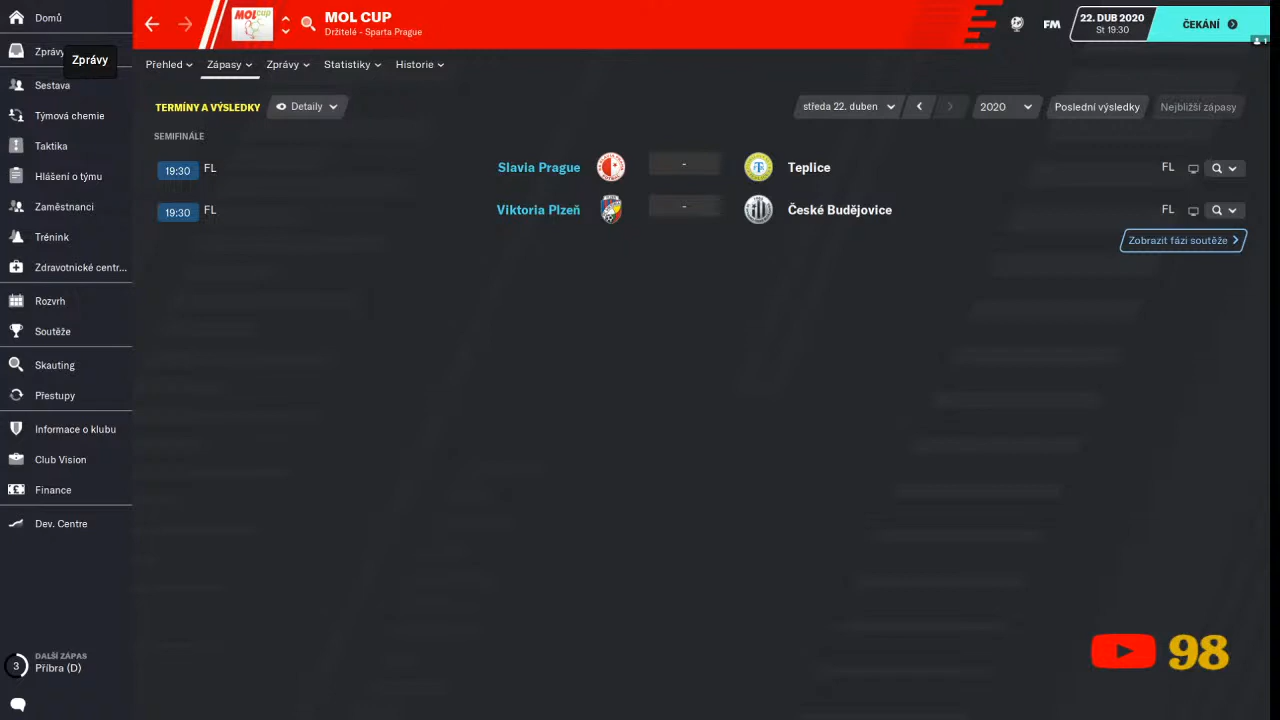 Domů
Zprávy
Zprávy
Sestava
Týmová chemie
Taktika
Hlášení o týmu
Zaměstnanci
Trénink
Zdravotnické centr...
Rozvrh
Soutěže
Skauting
Přestupy
Informace o klubu
Club Vision
Finance
Dev. Centre
3
DALŠÍ ZÁPAS
Příbra (D)
MOL cup
MOL CUP
Držitelé - Sparta Prague
FM
22. DUB 2020
St 19:30
ČEKÁNÍ
1
Přehled
Zápasy
Zprávy
Statistiky
Historie
TERMÍNY A VÝSLEDKY
Detaily
středa 22. duben
2020
Poslední výsledky
Nejbližší zápasy
SEMIFINÁLE
19:30 FL Slavia Prague - Teplice FL
19:30 FL Viktoria Plzeň - České Budějovice FL
Zobrazit fázi soutěže
98